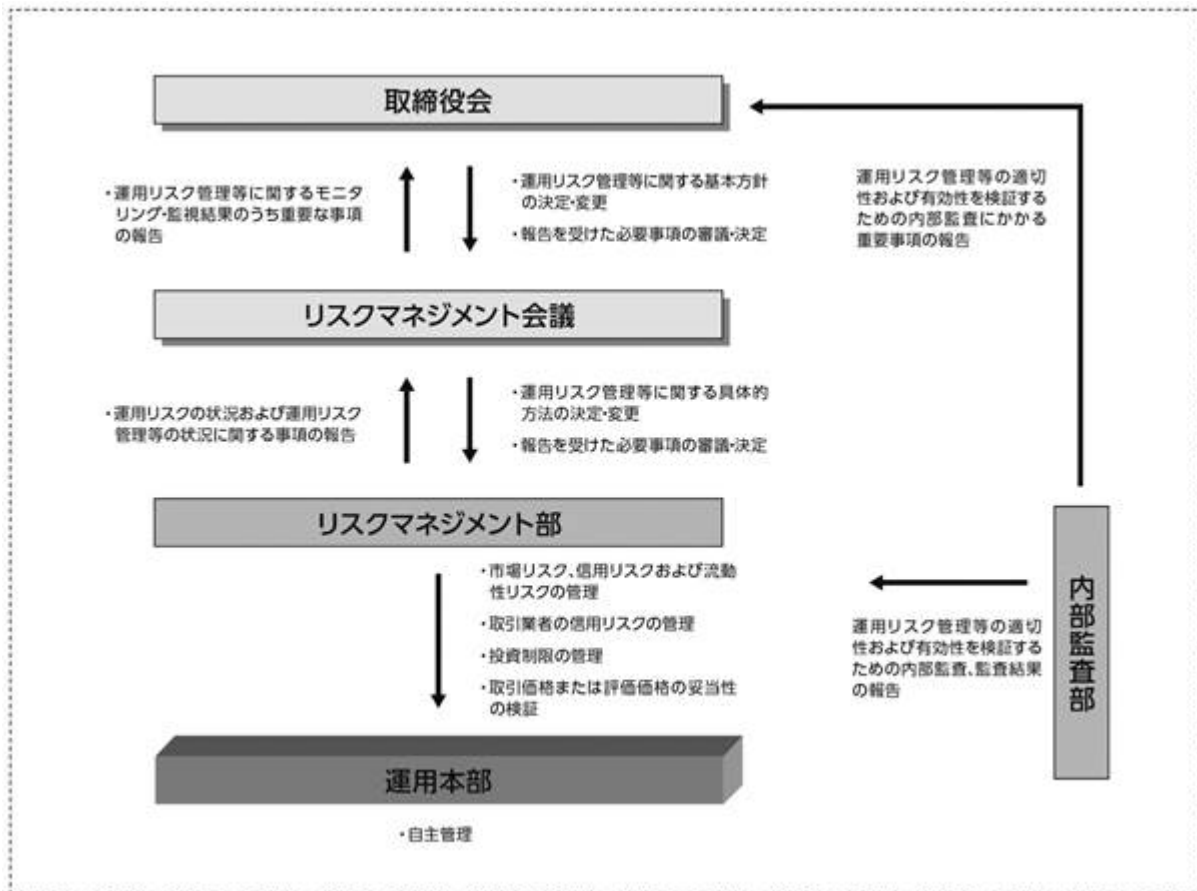 取締役会
・運用リスク管理等に関するモニタ
リング・監視結果のうち重要な事項
の報告
・運用リスク管理等に関する基本方針
の決定・変更
・報告を受けた必要事項の審議・決定
運用リスク管理等の適切
性および有効性を検証する
ための内部監査にかかる
重要事項の報告
リスクマネジメント会議
・運用リスクの状況および運用リスク
管理等の状況に関する事項の報告
・運用リスク管理等に関する具体的
方法の決定・変更
・報告を受けた必要事項の審議・決定
リスクマネジメント部
・市場リスク、信用リスクおよび流動
性リスクの管理
・取引業者の信用リスクの管理
・投資制限の管理
・取引価格または評価価格の妥当性
の検証
運用リスク管理等の適切
性および有効性を検証する
ための内部監査、監査結果
の報告
内部監査部
運用本部
・自主管理